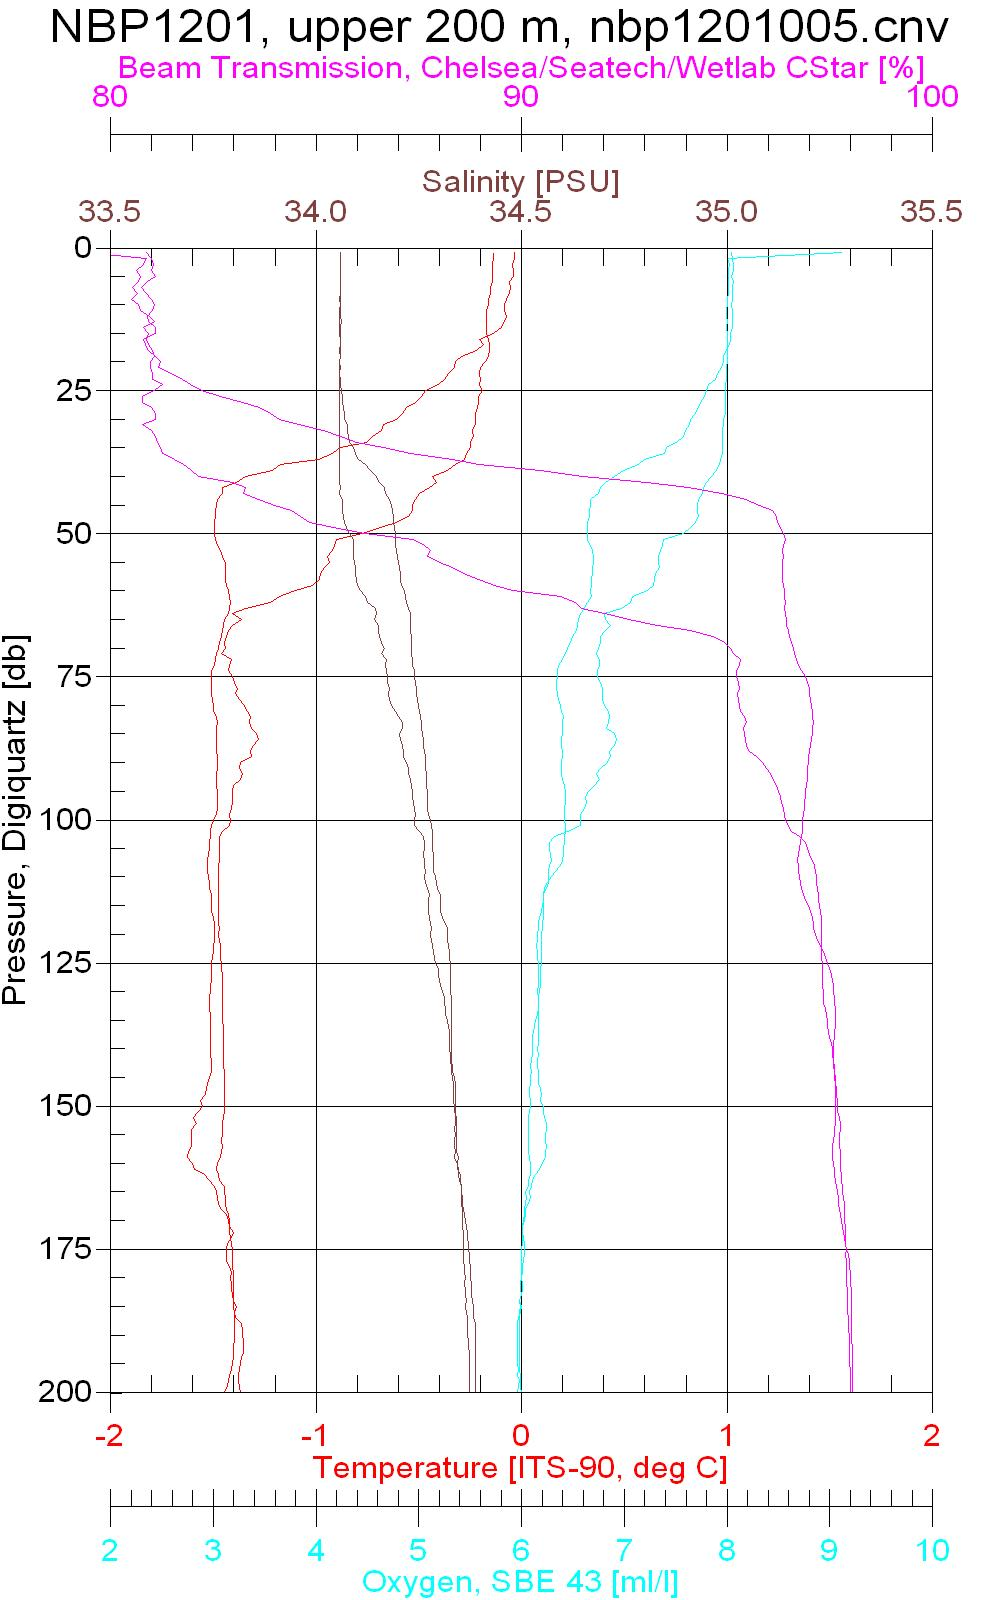 NBP1201, upper 200 m, nbp1201005.cnv
Beam Transmission, Chelsea/Seatech/Wetlab CStar [%]
80 90 100
Salinity [PSU]
33.5 34.0 34.5 35.0 35.5
0
25
50
75
100
125
150
175
200
Pressure, Digiquartz [db]
-2 -1 0 1 2
Temperature [ITS-90, deg C]
2 3 4 5 6 7 8 9 10
Oxygen, SBE 43 [ml/l]